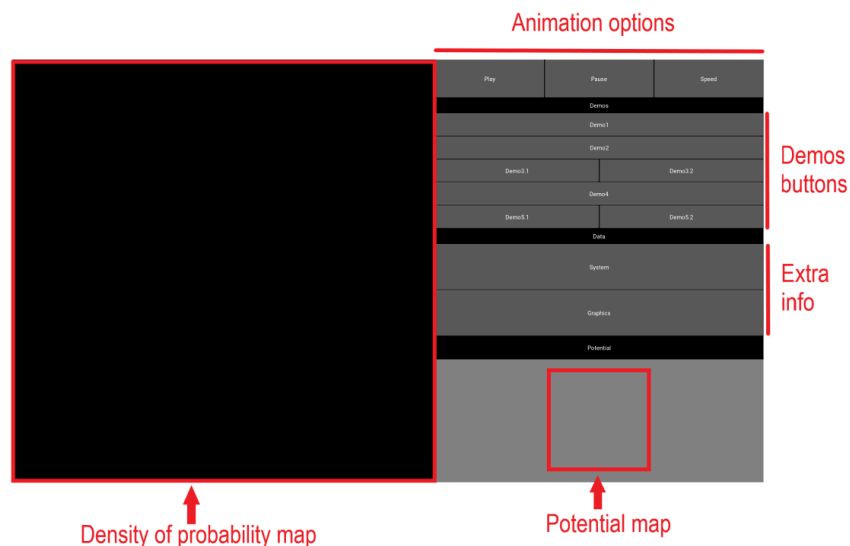 Animation options
Play Pause Speed
Demos
Demo1
Demo2
Demo3.1 Demo3.2
Demo4
Demo5.1 Demo5.2
Data
System
Graphics
Potential
Demos
buttons
Extra
info
Density of probability map
Potential map